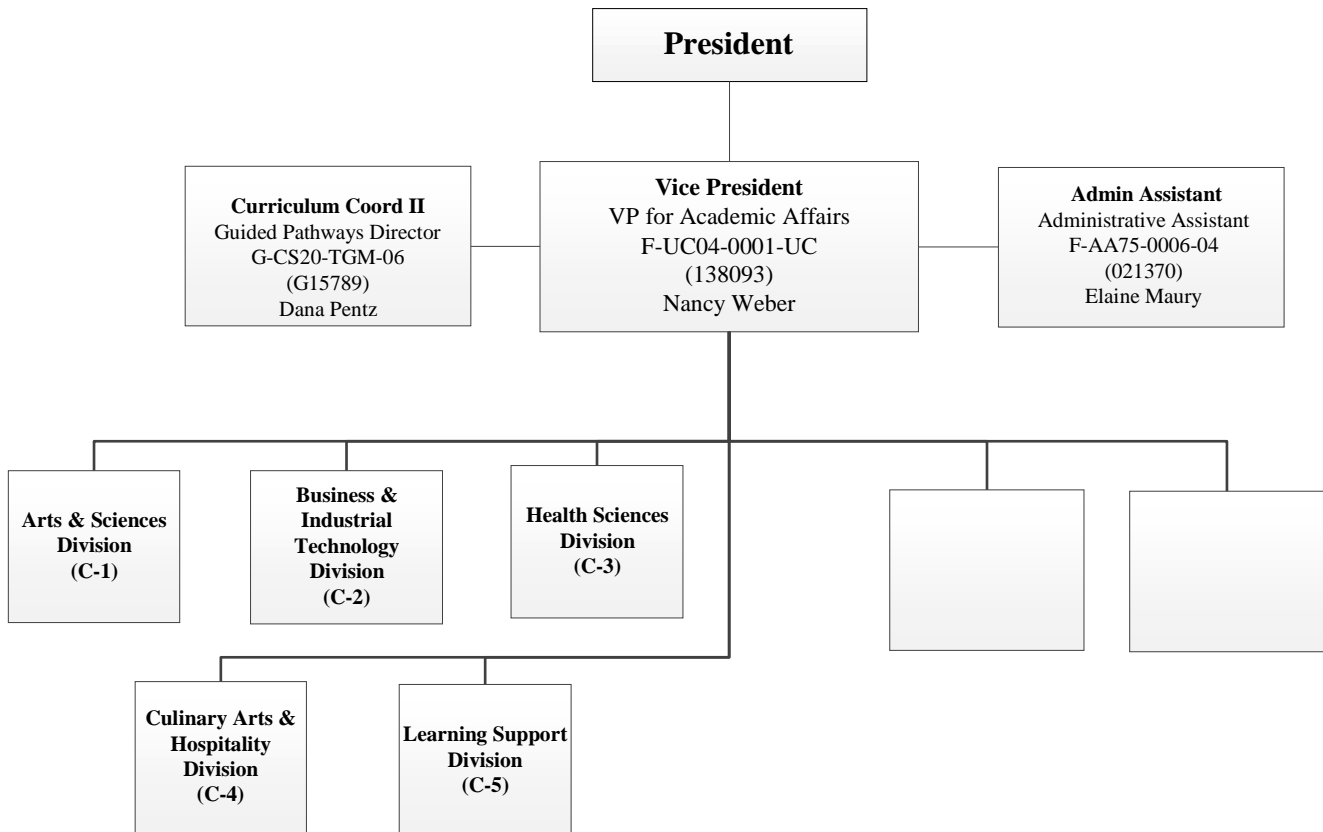 President
Curriculum Coord II
Guided Pathways Director
G-CS20-TGM-06
(G15789)
Dana Pentz
Vice President
VP for Academic Affairs
F-UC04-0001-UC
(138093)
Nancy Weber
Admin Assistant
Administrative Assistant
F-AA75-0006-04
(021370)
Elaine Maury
Arts & Sciences
Division
(C-1)
Business &
Industrial
Technology
Division
(C-2)
Health Sciences
Division
(C-3)
Culinary Arts &
Hospitality
Division
(C-4)
Learning Support
Division
(C-5)